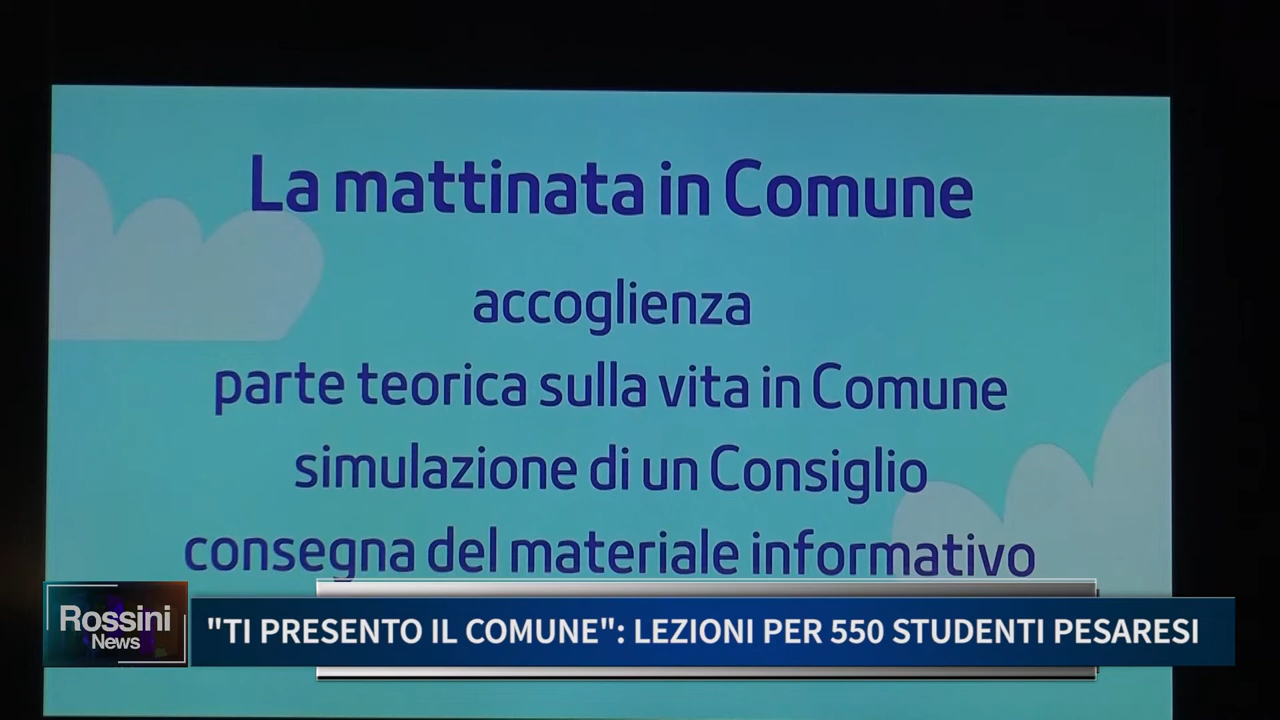 La mattinata in Comune
accoglienza
parte teorica sulla vita in Comune
simulazione di un Consiglio
consegna del materiale informativo
Rossini
News
"TI PRESENTO IL COMUNE": LEZIONI PER 550 STUDENTI PESARESI